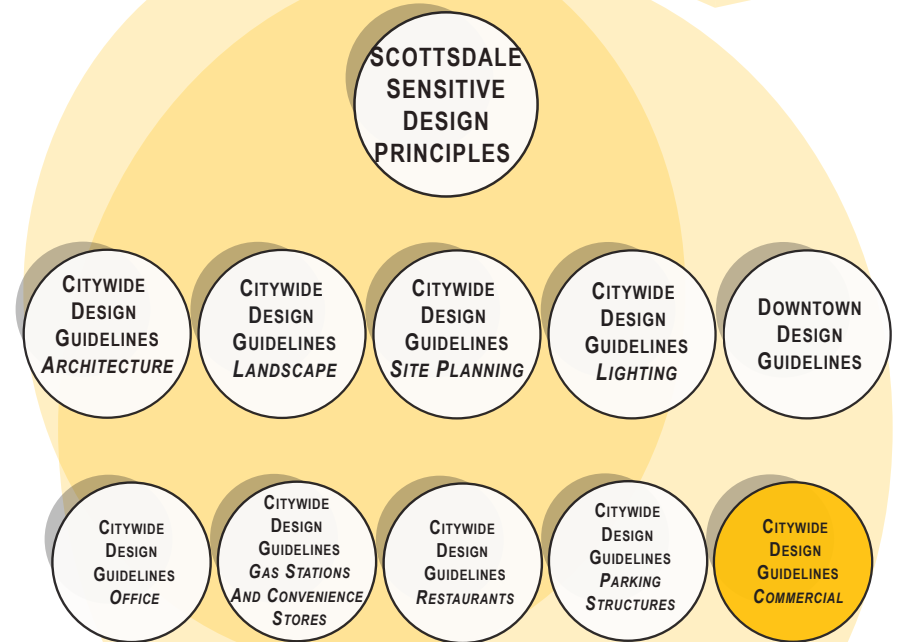 SCOTTSDALE
SENSITIVE
DESIGN
PRINCIPLES
CITYWIDE
DESIGN
GUIDELINES
ARCHITECTURE
CITYWIDE
DESIGN
GUIDELINES
LANDSCAPE
CITYWIDE
DESIGN
GUIDELINES
SITE PLANNING
CITYWIDE
DESIGN
GUIDELINES
LIGHTING
DOWNTOWN
DESIGN
GUIDELINES
CITYWIDE
DESIGN
GUIDELINES
OFFICE
CITYWIDE
DESIGN
GUIDELINES
GAS STATIONS
AND CONVENIENCE
STORES
CITYWIDE
DESIGN
GUIDELINES
RESTAURANTS
CITYWIDE
DESIGN
GUIDELINES
PARKING
STRUCTURES
CITYWIDE
DESIGN
GUIDELINES
COMMERCIAL